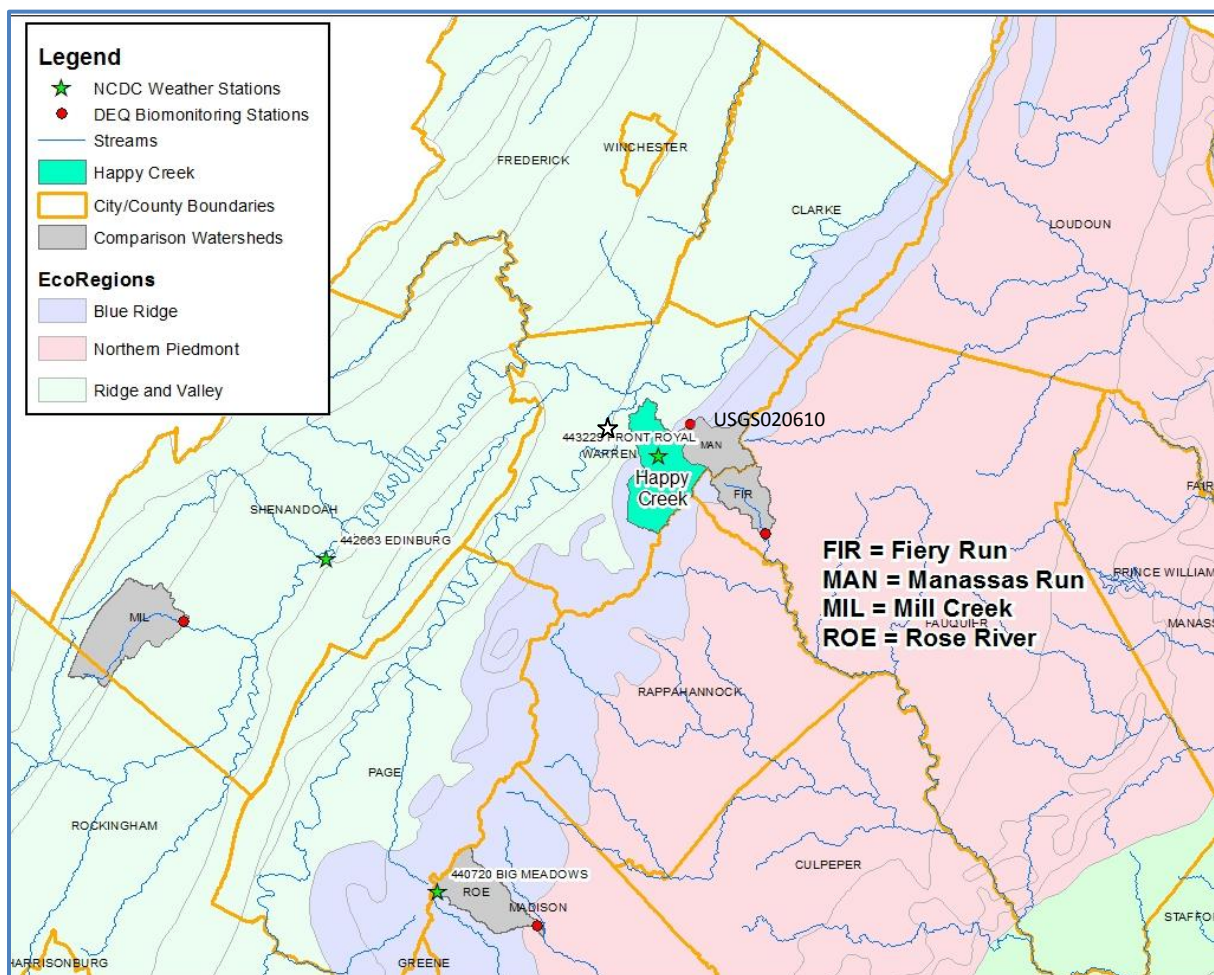 Legend
NCDC Weather Stations
DEQ Biomonitoring Stations
Streams
Happy Creek
City/County Boundaries
Comparison Watersheds
EcoRegions
Blue Ridge
Northern Piedmont
Ridge and Valley
FREDERICK
WINCHESTER
CLARKE
LOUDOUN
USGS020610
443229 FRONT ROYAL
WARREN
MAN
Happy
Creek
FIR
FAIR
SHENANDOAH
442663 EDINBURG
MIL
FIR = Fiery Run
MAN = Manassas Run
MIL = Mill Creek
ROE = Rose River
PRINCE WILLIAM
MANASS
FAUQUIER
RAPPAHANNOCK
PAGE
ROCKINGHAM
CULPEPER
440720 BIG MEADOWS
ROE
MADISON
STAFFO
HARRISONBURG
GREENE